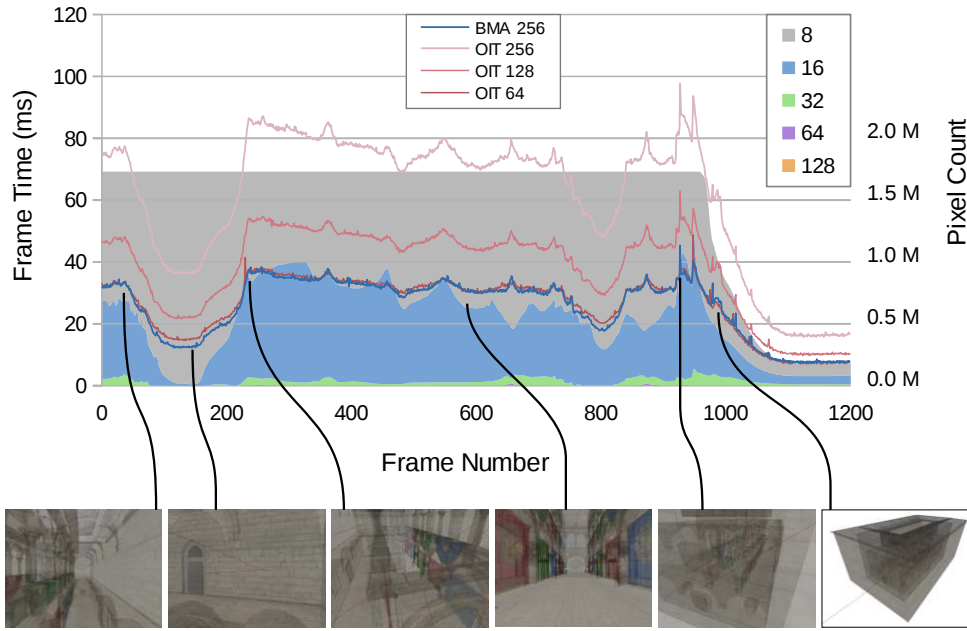 120
100
80
60
40
20
0
Frame Time (ms)
BMA 256
OIT 256
OIT 128
OIT 64
8
16
32
64
128
2.0 M
1.5 M
1.0 M
0.5 M
0.0 M
Pixel Count
0 200 400 600 800 1000 1200
Frame Number